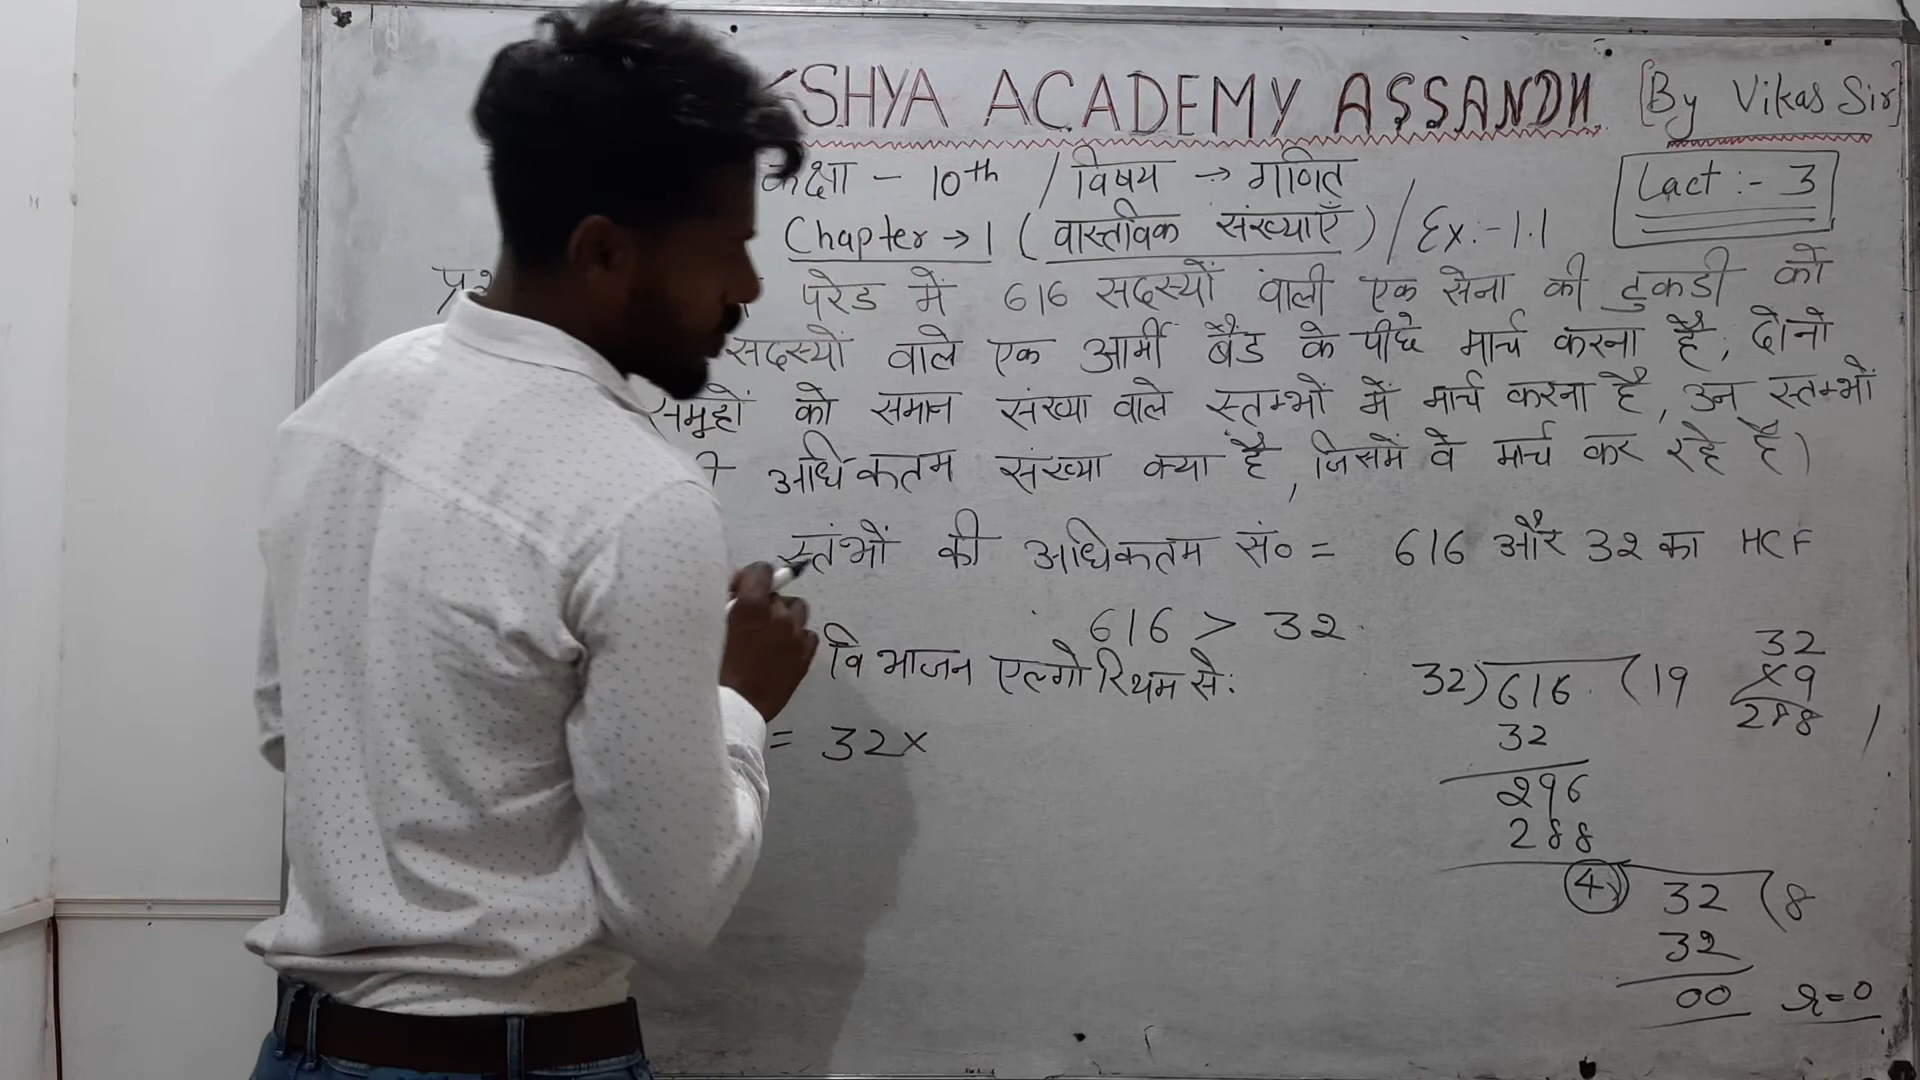 SHYA ACADEMY ASSANDH [By Vikas Sir]
कक्षा - 10th / विषय → गणित
Lact :- 3
Chapter → 1 ( वास्तविक संख्याएँ ) / Ex:-1.1
परेड में 616 सदस्यों वाली एक सेना की टुकडी को
सदस्यों वाले एक आर्मी बैंड के पीछे मार्च करना है, दोनो
समूहों को समान संख्या वाले स्तम्भों में मार्च करना है, उन स्तम्भों
अधिकतम संख्या क्या है, जिसमें वे मार्च कर रहे है।
स्तंभों की अधिकतम सं० = 616 और 32 का HCF
616 > 32
विभाजन एल्गोरिथम से:
= 32×
32
×9
288
32)616(19
32
296
288
4) 32 (8
32
00 r=0